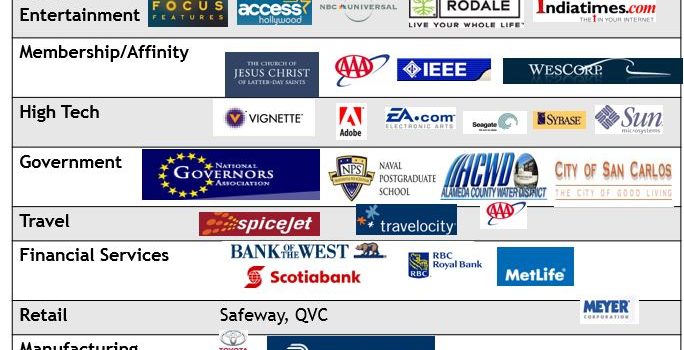 Entertainment
FOCUS
FEATURES
access
hollywood
NBC UNIVERSAL
RODALE
LIVE YOUR WHOLE LIFE™
Indiatimes.com
THE 1 IN YOUR INTERNET
Membership/Affinity
THE CHURCH OF
JESUS CHRIST
OF LATTER-DAY SAINTS
AAA
IEEE
WESCORP
High Tech
VIGNETTE
Adobe
EA.com
ELECTRONIC ARTS
Seagate
SYBASE
Sun
microsystems
Government
NATIONAL
GOVERNORS
ASSOCIATION
NPS
NAVAL
POSTGRADUATE
SCHOOL
ACWD
ALAMEDA COUNTY WATER DISTRICT
CITY OF SAN CARLOS
THE CITY OF GOOD LIVING
Travel
spicejet
travelocity
AAA
Financial Services
BANK OF THE WEST
RBC
RBC
Royal Bank
Scotiabank
MetLife®
Retail
Safeway, QVC
MEYER
CORPORATION
Manufacturing
TOYOTA